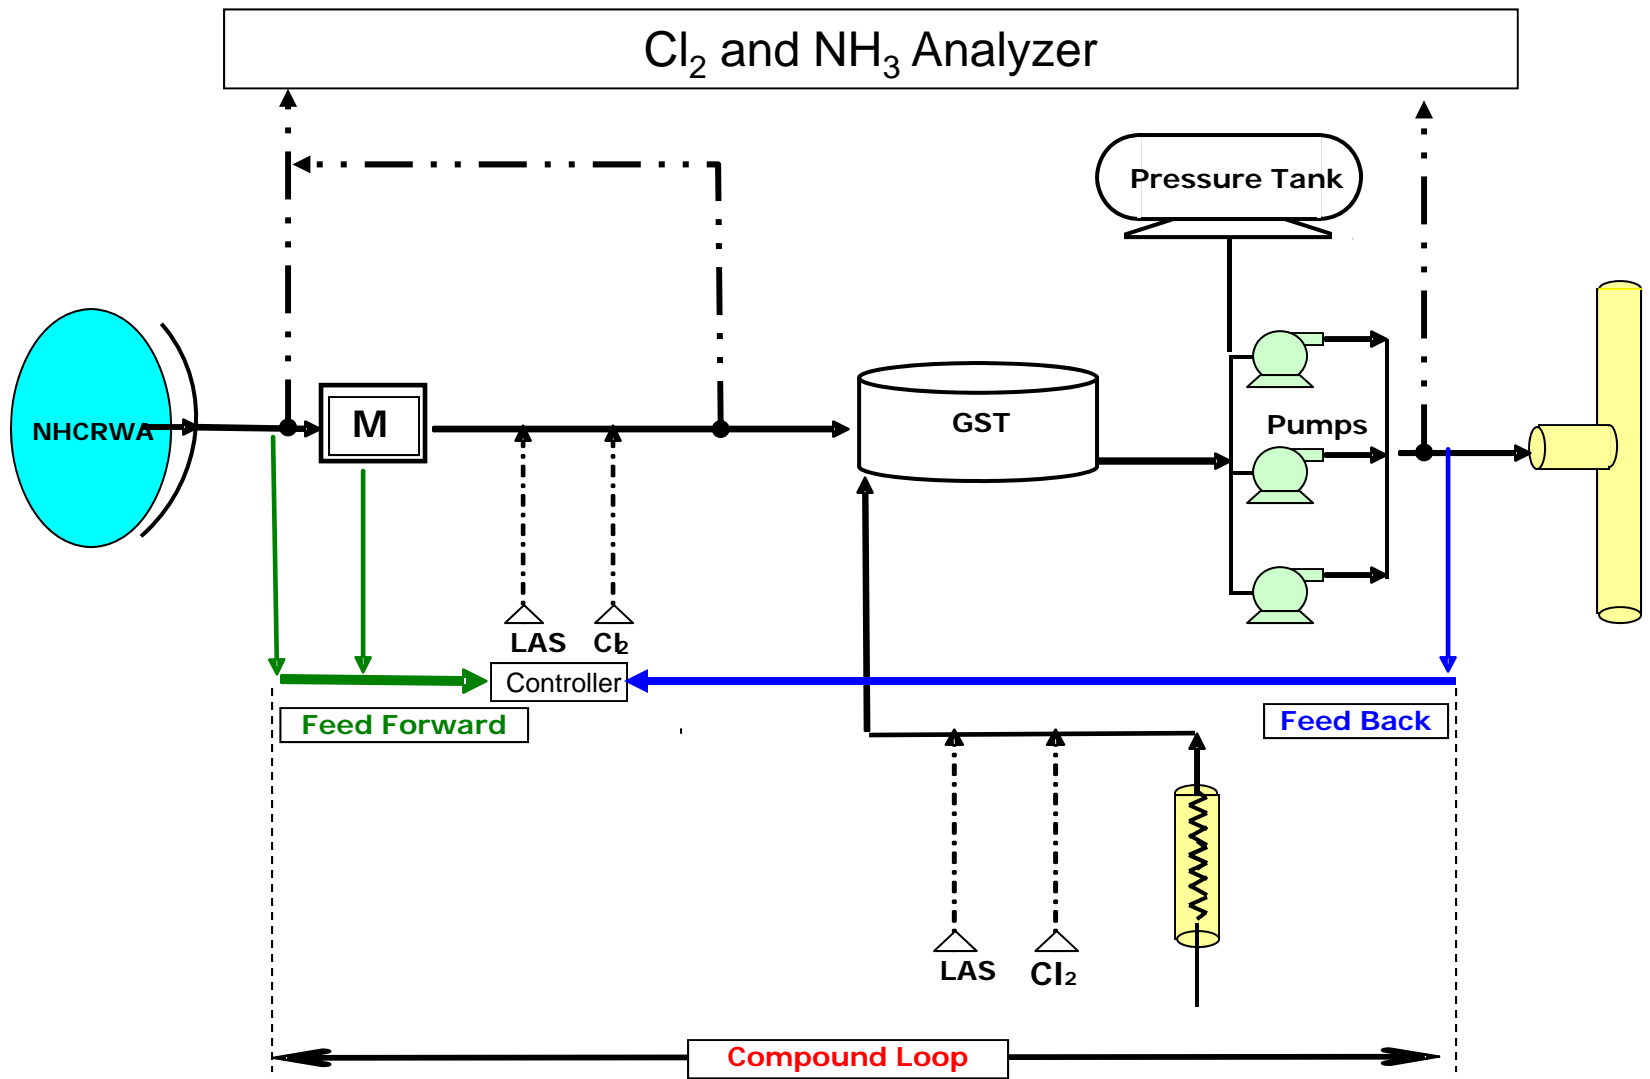 Cl₂ and NH₃ Analyzer
Pressure Tank
NHCRWA
M
GST
Pumps
LAS
Cl₂
Controller
Feed Forward
Feed Back
LAS
Cl₂
Compound Loop